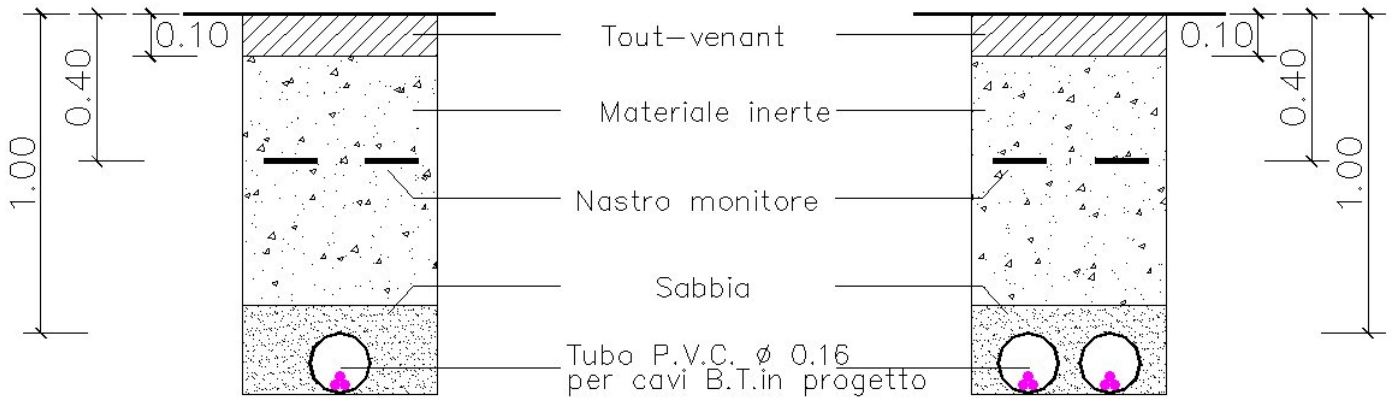 0.10
0.40
1.00
Tout-venant
Materiale inerte
Nastro monitore
Sabbia
Tubo P.V.C. ø 0.16
per cavi B.T.in progetto
0.10
0.40
1.00